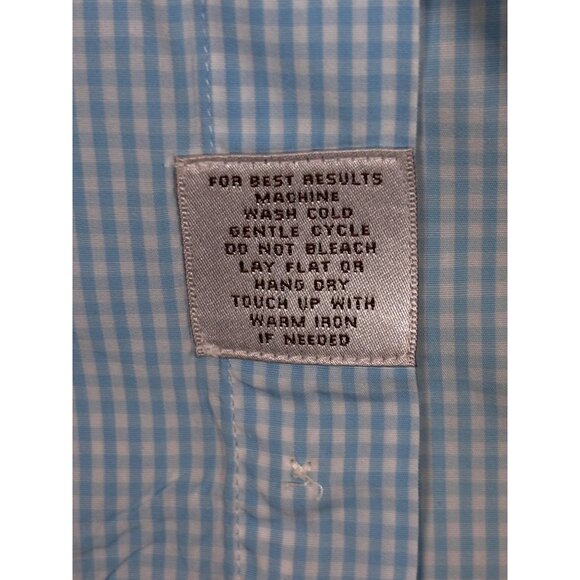 FOR BEST RESULTS
MACHINE
WASH COLD
GENTLE CYCLE
DO NOT BLEACH
LAY FLAT OR
HANG DRY
TOUCH UP WITH
WARM IRON
IF NEEDED